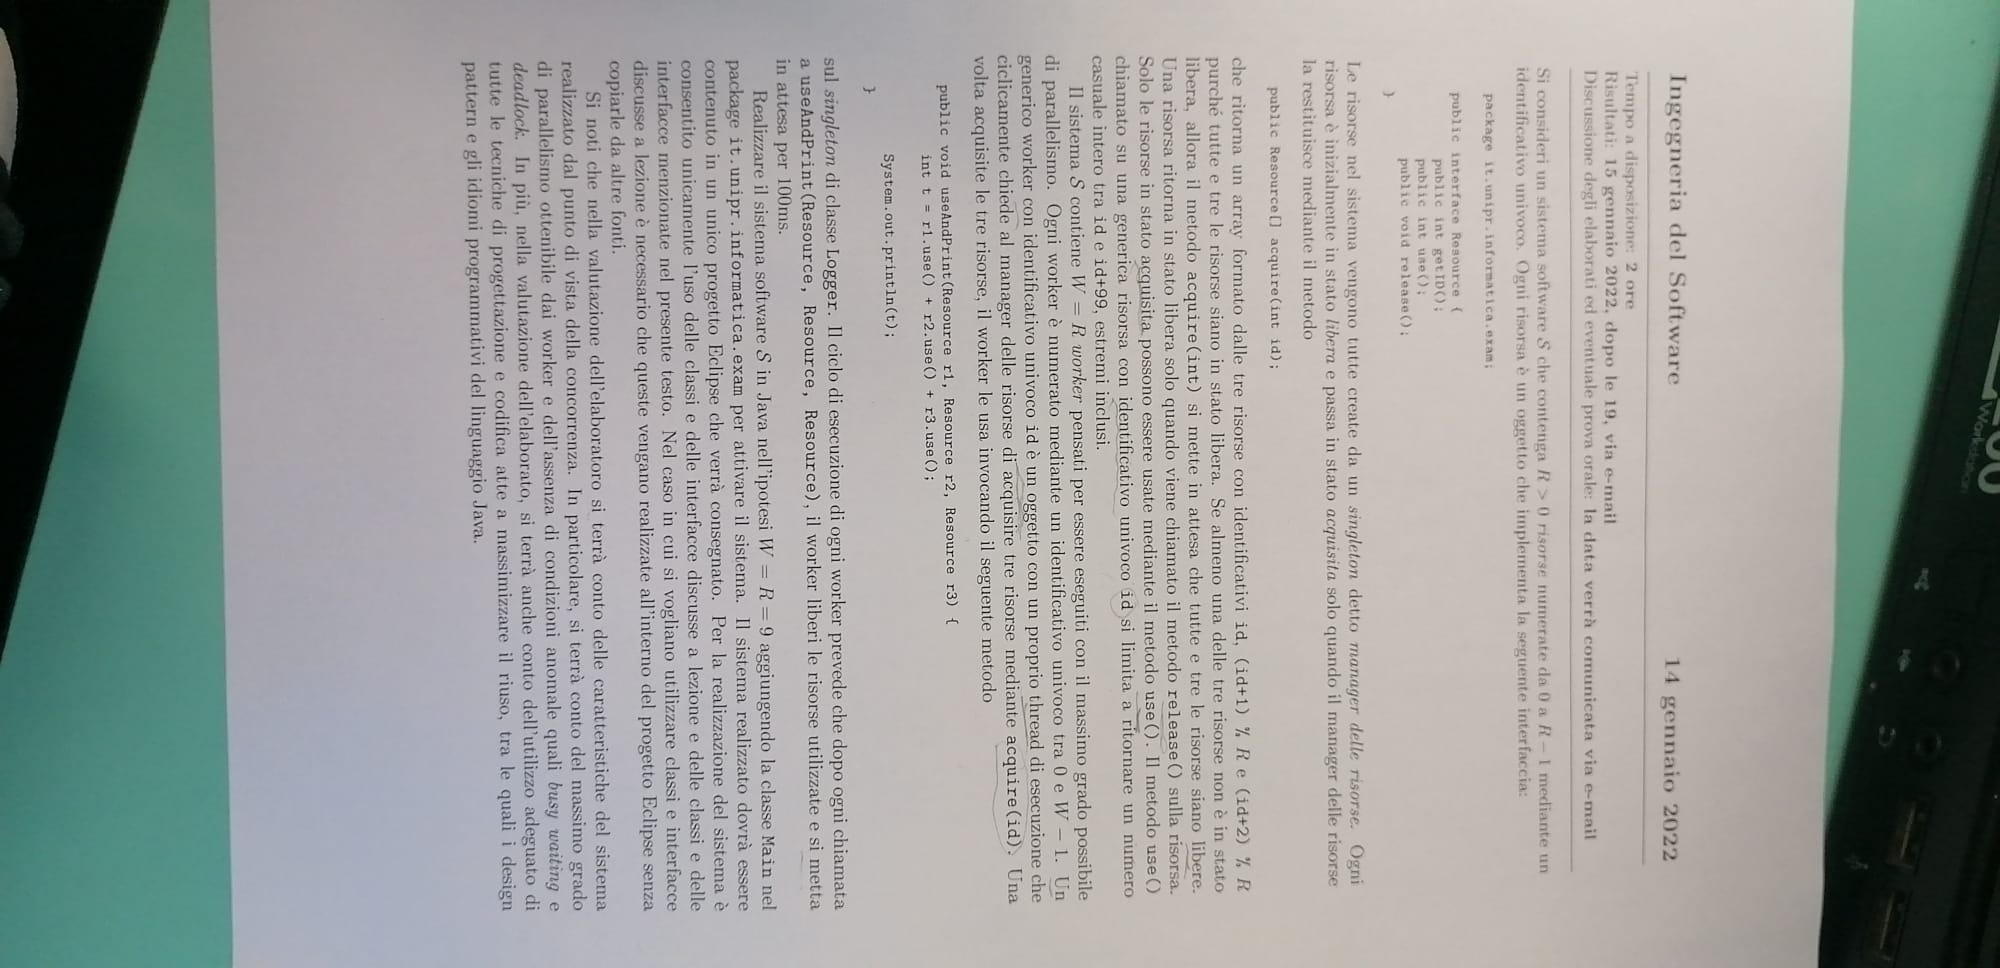 Workstation
Ingegneria del Software 14 gennaio 2022
Tempo a disposizione: 2 ore
Risultati: 15 gennaio 2022, dopo le 19, via e-mail
Discussione degli elaborati ed eventuale prova orale: la data verrà comunicata via e-mail
Si consideri un sistema software S che contenga R > 0 risorse numerate da 0 a R − 1 mediante un
identificativo univoco. Ogni risorsa è un oggetto che implementa la seguente interfaccia:
package it.unipr.informatica.exam;
public interface Resource {
public int getID();
public int use();
public void release();
}
Le risorse nel sistema vengono tutte create da un singleton detto manager delle risorse. Ogni
risorsa è inizialmente in stato libera e passa in stato acquisita solo quando il manager delle risorse
la restituisce mediante il metodo
public Resource[] acquire(int id);
che ritorna un array formato dalle tre risorse con identificativi id, (id+1) % R e (id+2) % R
purché tutte e tre le risorse siano in stato libera. Se almeno una delle tre risorse non è in stato
libera, allora il metodo acquire(int) si mette in attesa che tutte e tre le risorse siano libere.
Una risorsa ritorna in stato libera solo quando viene chiamato il metodo release() sulla risorsa.
Solo le risorse in stato acquisita possono essere usate mediante il metodo use(). Il metodo use()
chiamato su una generica risorsa con identificativo univoco id si limita a ritornare un numero
casuale intero tra id e id+99, estremi inclusi.
Il sistema S contiene W = R worker pensati per essere eseguiti con il massimo grado possibile
di parallelismo. Ogni worker è numerato mediante un identificativo univoco tra 0 e W − 1. Un
generico worker con identificativo univoco id è un oggetto con un proprio thread di esecuzione che
ciclicamente chiede al manager delle risorse di acquisire tre risorse mediante acquire(id). Una
volta acquisite le tre risorse, il worker le usa invocando il seguente metodo
public void useAndPrint(Resource r1, Resource r2, Resource r3) {
int t = r1.use() + r2.use() + r3.use();
System.out.println(t);
}
sul singleton di classe Logger. Il ciclo di esecuzione di ogni worker prevede che dopo ogni chiamata
a useAndPrint(Resource, Resource, Resource), il worker liberi le risorse utilizzate e si metta
in attesa per 100ms.
Realizzare il sistema software S in Java nell'ipotesi W = R = 9 aggiungendo la classe Main nel
package it.unipr.informatica.exam per attivare il sistema. Il sistema realizzato dovrà essere
contenuto in un unico progetto Eclipse che verrà consegnato. Per la realizzazione del sistema è
consentito unicamente l'uso delle classi e delle interfacce discusse a lezione e delle classi e delle
interfacce menzionate nel presente testo. Nel caso in cui si vogliano utilizzare classi e interfacce
discusse a lezione è necessario che queste vengano realizzate all'interno del progetto Eclipse senza
copiarle da altre fonti.
Si noti che nella valutazione dell'elaboratoro si terrà conto delle caratteristiche del sistema
realizzato dal punto di vista della concorrenza. In particolare, si terrà conto del massimo grado
di parallelismo ottenibile dai worker e dell'assenza di condizioni anomale quali busy waiting e
deadlock. In più, nella valutazione dell'elaborato, si terrà anche conto dell'utilizzo adeguato di
tutte le tecniche di progettazione e codifica atte a massimizzare il riuso, tra le quali i design
pattern e gli idiomi programmativi del linguaggio Java.